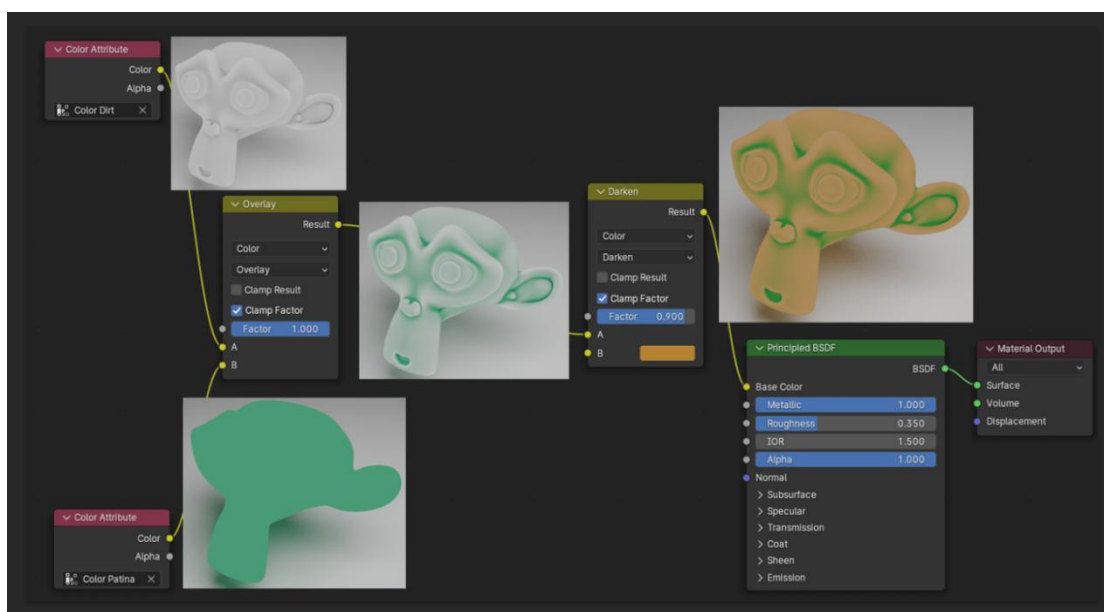 Color Attribute
Color
Alpha
Color Dirt
Overlay
Result
Color
Overlay
Clamp Result
Clamp Factor
Factor 1.000
A
B
Color Attribute
Color
Alpha
Color Patina
Darken
Result
Color
Darken
Clamp Result
Clamp Factor
Factor 0.900
A
B
Principled BSDF
BSDF
Base Color
Metallic 1.000
Roughness 0.350
IOR 1.500
Alpha 1.000
Normal
Subsurface
Specular
Transmission
Coat
Sheen
Emission
Material Output
All
Surface
Volume
Displacement